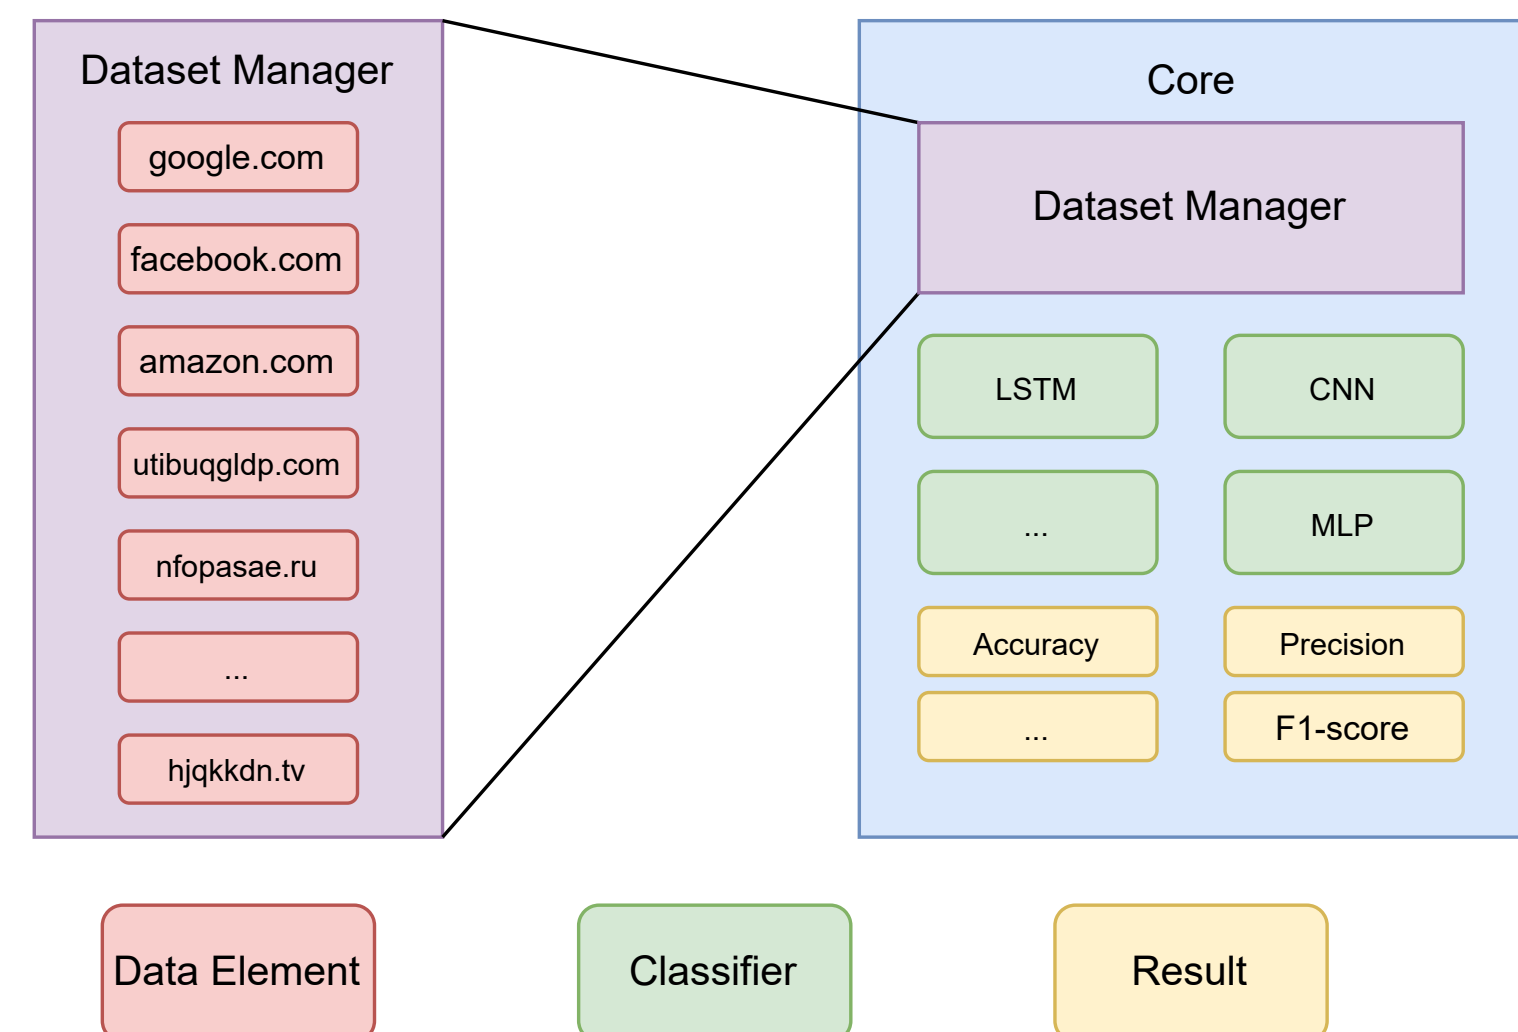 Dataset Manager
google.com
facebook.com
amazon.com
utibuqgldp.com
nfopasae.ru
...
hjqkkdn.tv
Core
Dataset Manager
LSTM
CNN
...
MLP
Accuracy
Precision
...
F1-score
Data Element
Classifier
Result